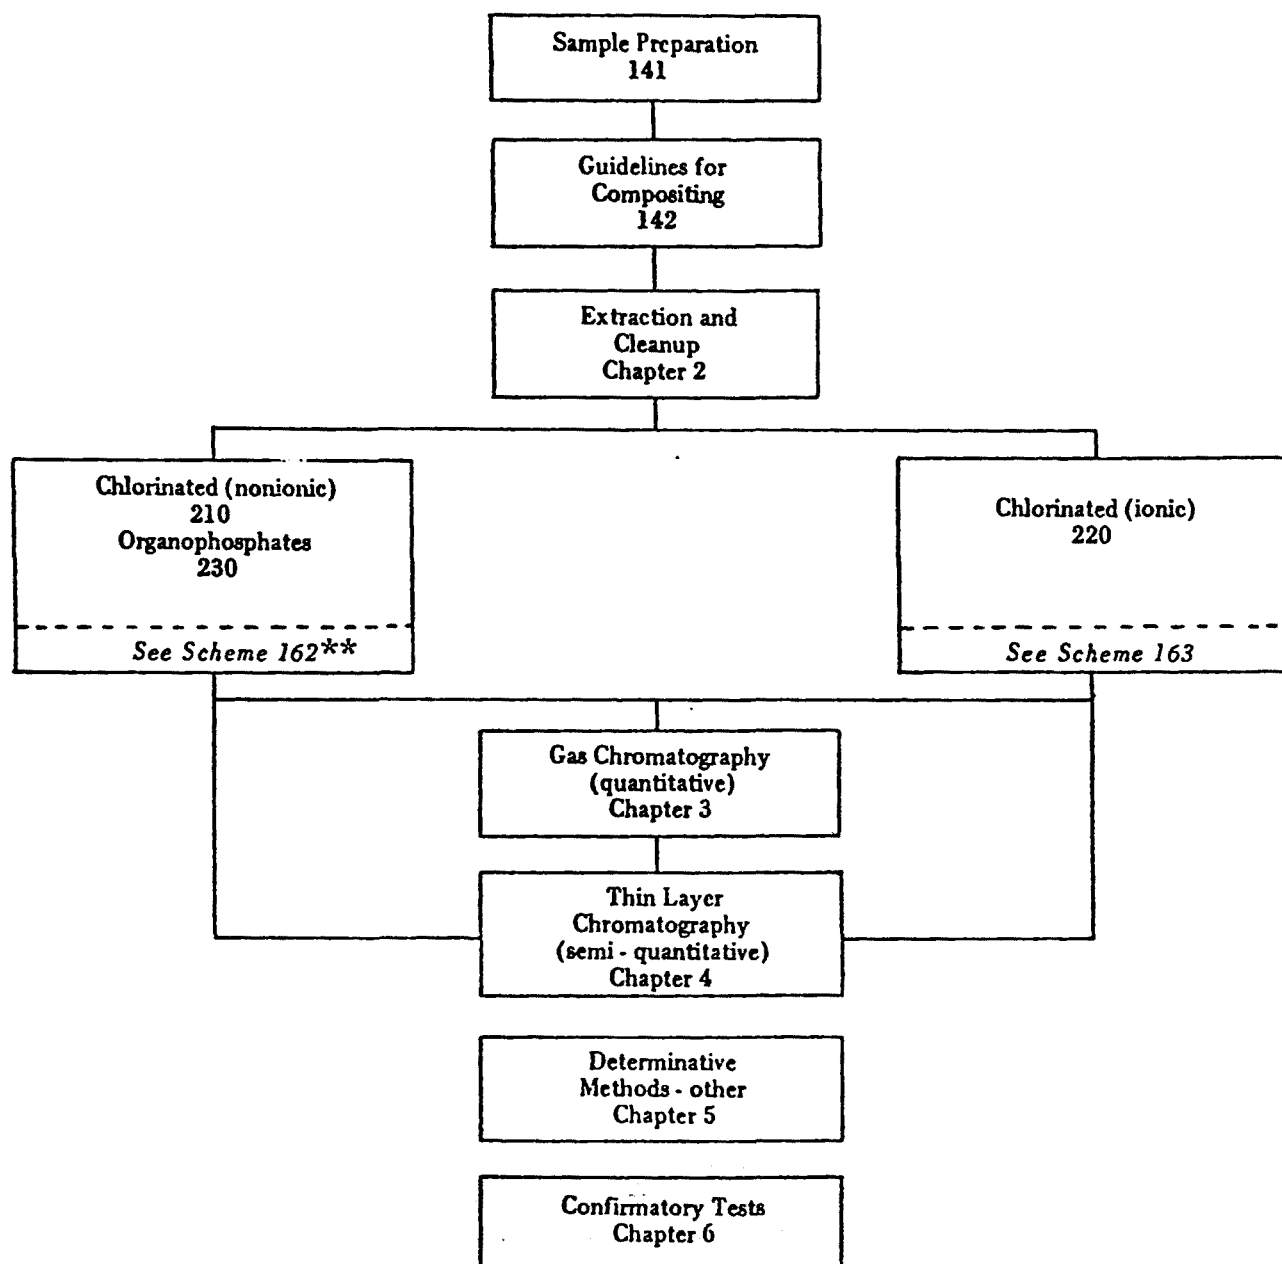 Sample Preparation
141
Guidelines for
Compositing
142
Extraction and
Cleanup
Chapter 2
Chlorinated (nonionic)
210
Organophosphates
230
See Scheme 162**
Chlorinated (ionic)
220
See Scheme 163
Gas Chromatography
(quantitative)
Chapter 3
Thin Layer
Chromatography
(semi - quantitative)
Chapter 4
Determinative
Methods - other
Chapter 5
Confirmatory Tests
Chapter 6